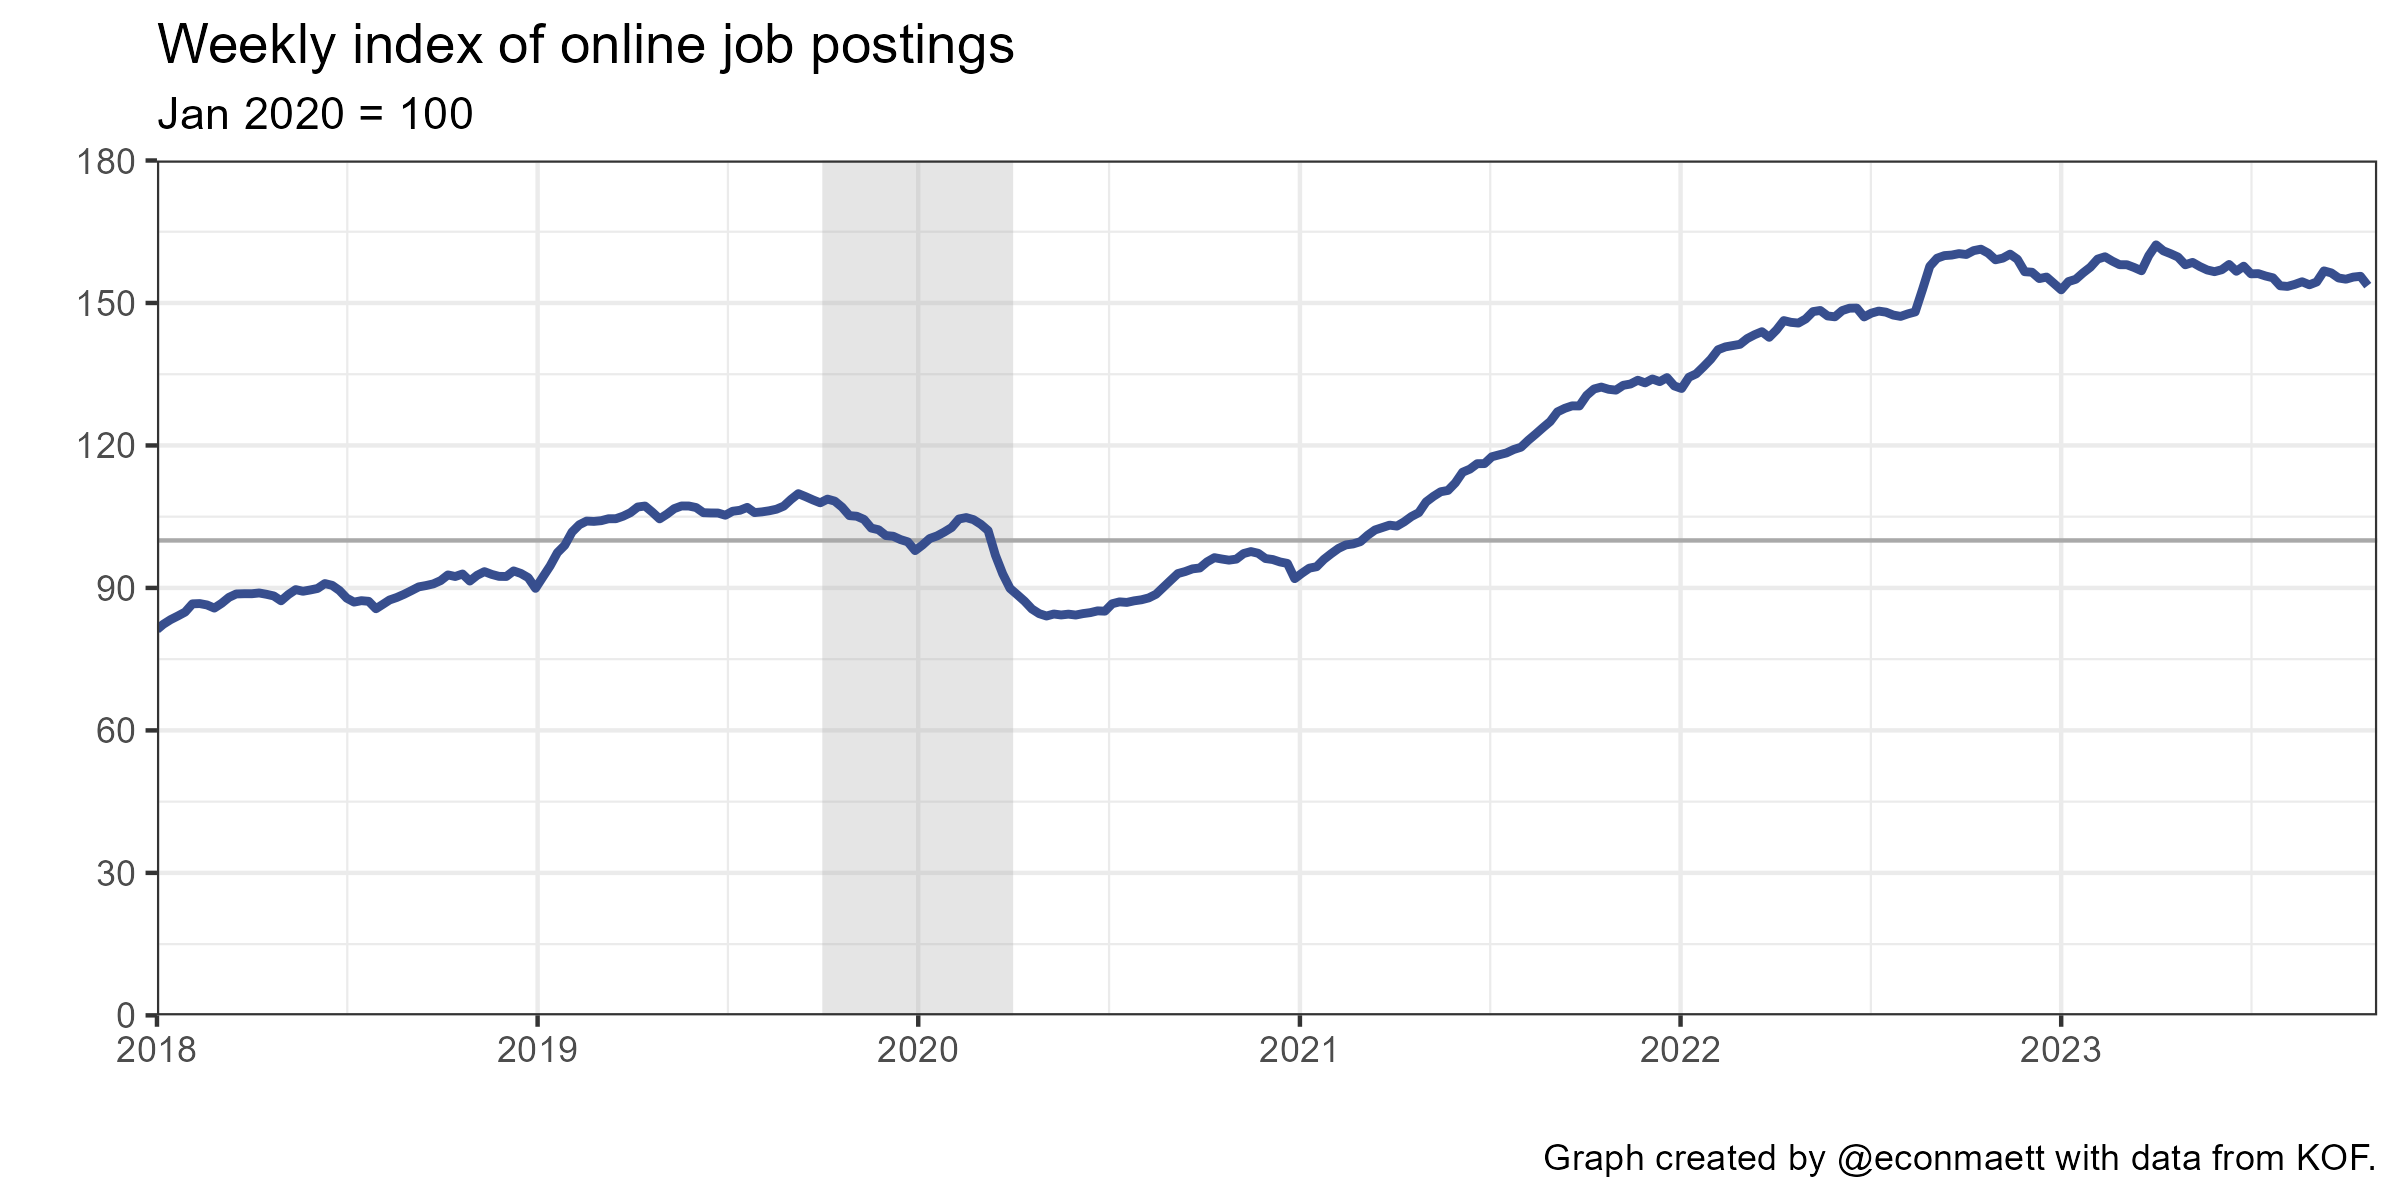 Weekly index of online job postings
Jan 2020 = 100
180
150
120
90
60
30
0
2018 2019 2020 2021 2022 2023
Graph created by @econmaett with data from KOF.